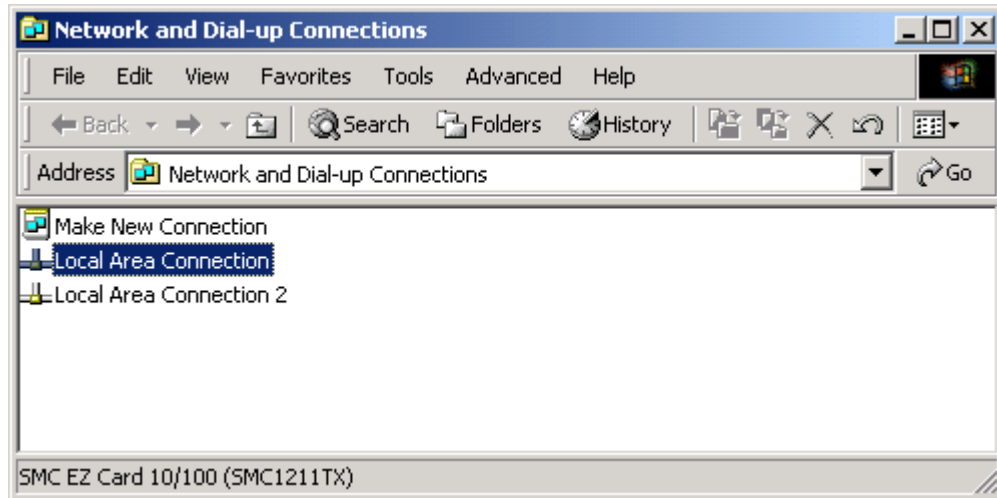 Network and Dial-up Connections
File Edit View Favorites Tools Advanced Help
Back Search Folders History
Address Network and Dial-up Connections Go
Make New Connection
Local Area Connection
Local Area Connection 2
SMC EZ Card 10/100 (SMC1211TX)